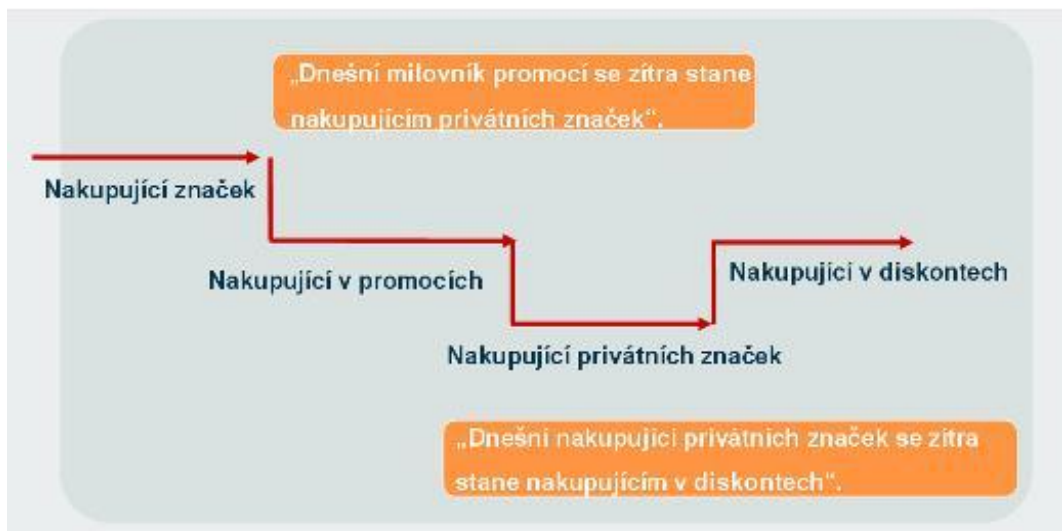 „Dnešní milovník promocí se zítra stane
nakupujícím privátních značek“.
Nakupující značek
Nakupující v promocích
Nakupující v diskontech
Nakupující privátních značek
„Dnešní nakupující privátních značek se zítra
stane nakupujícím v diskontech“.